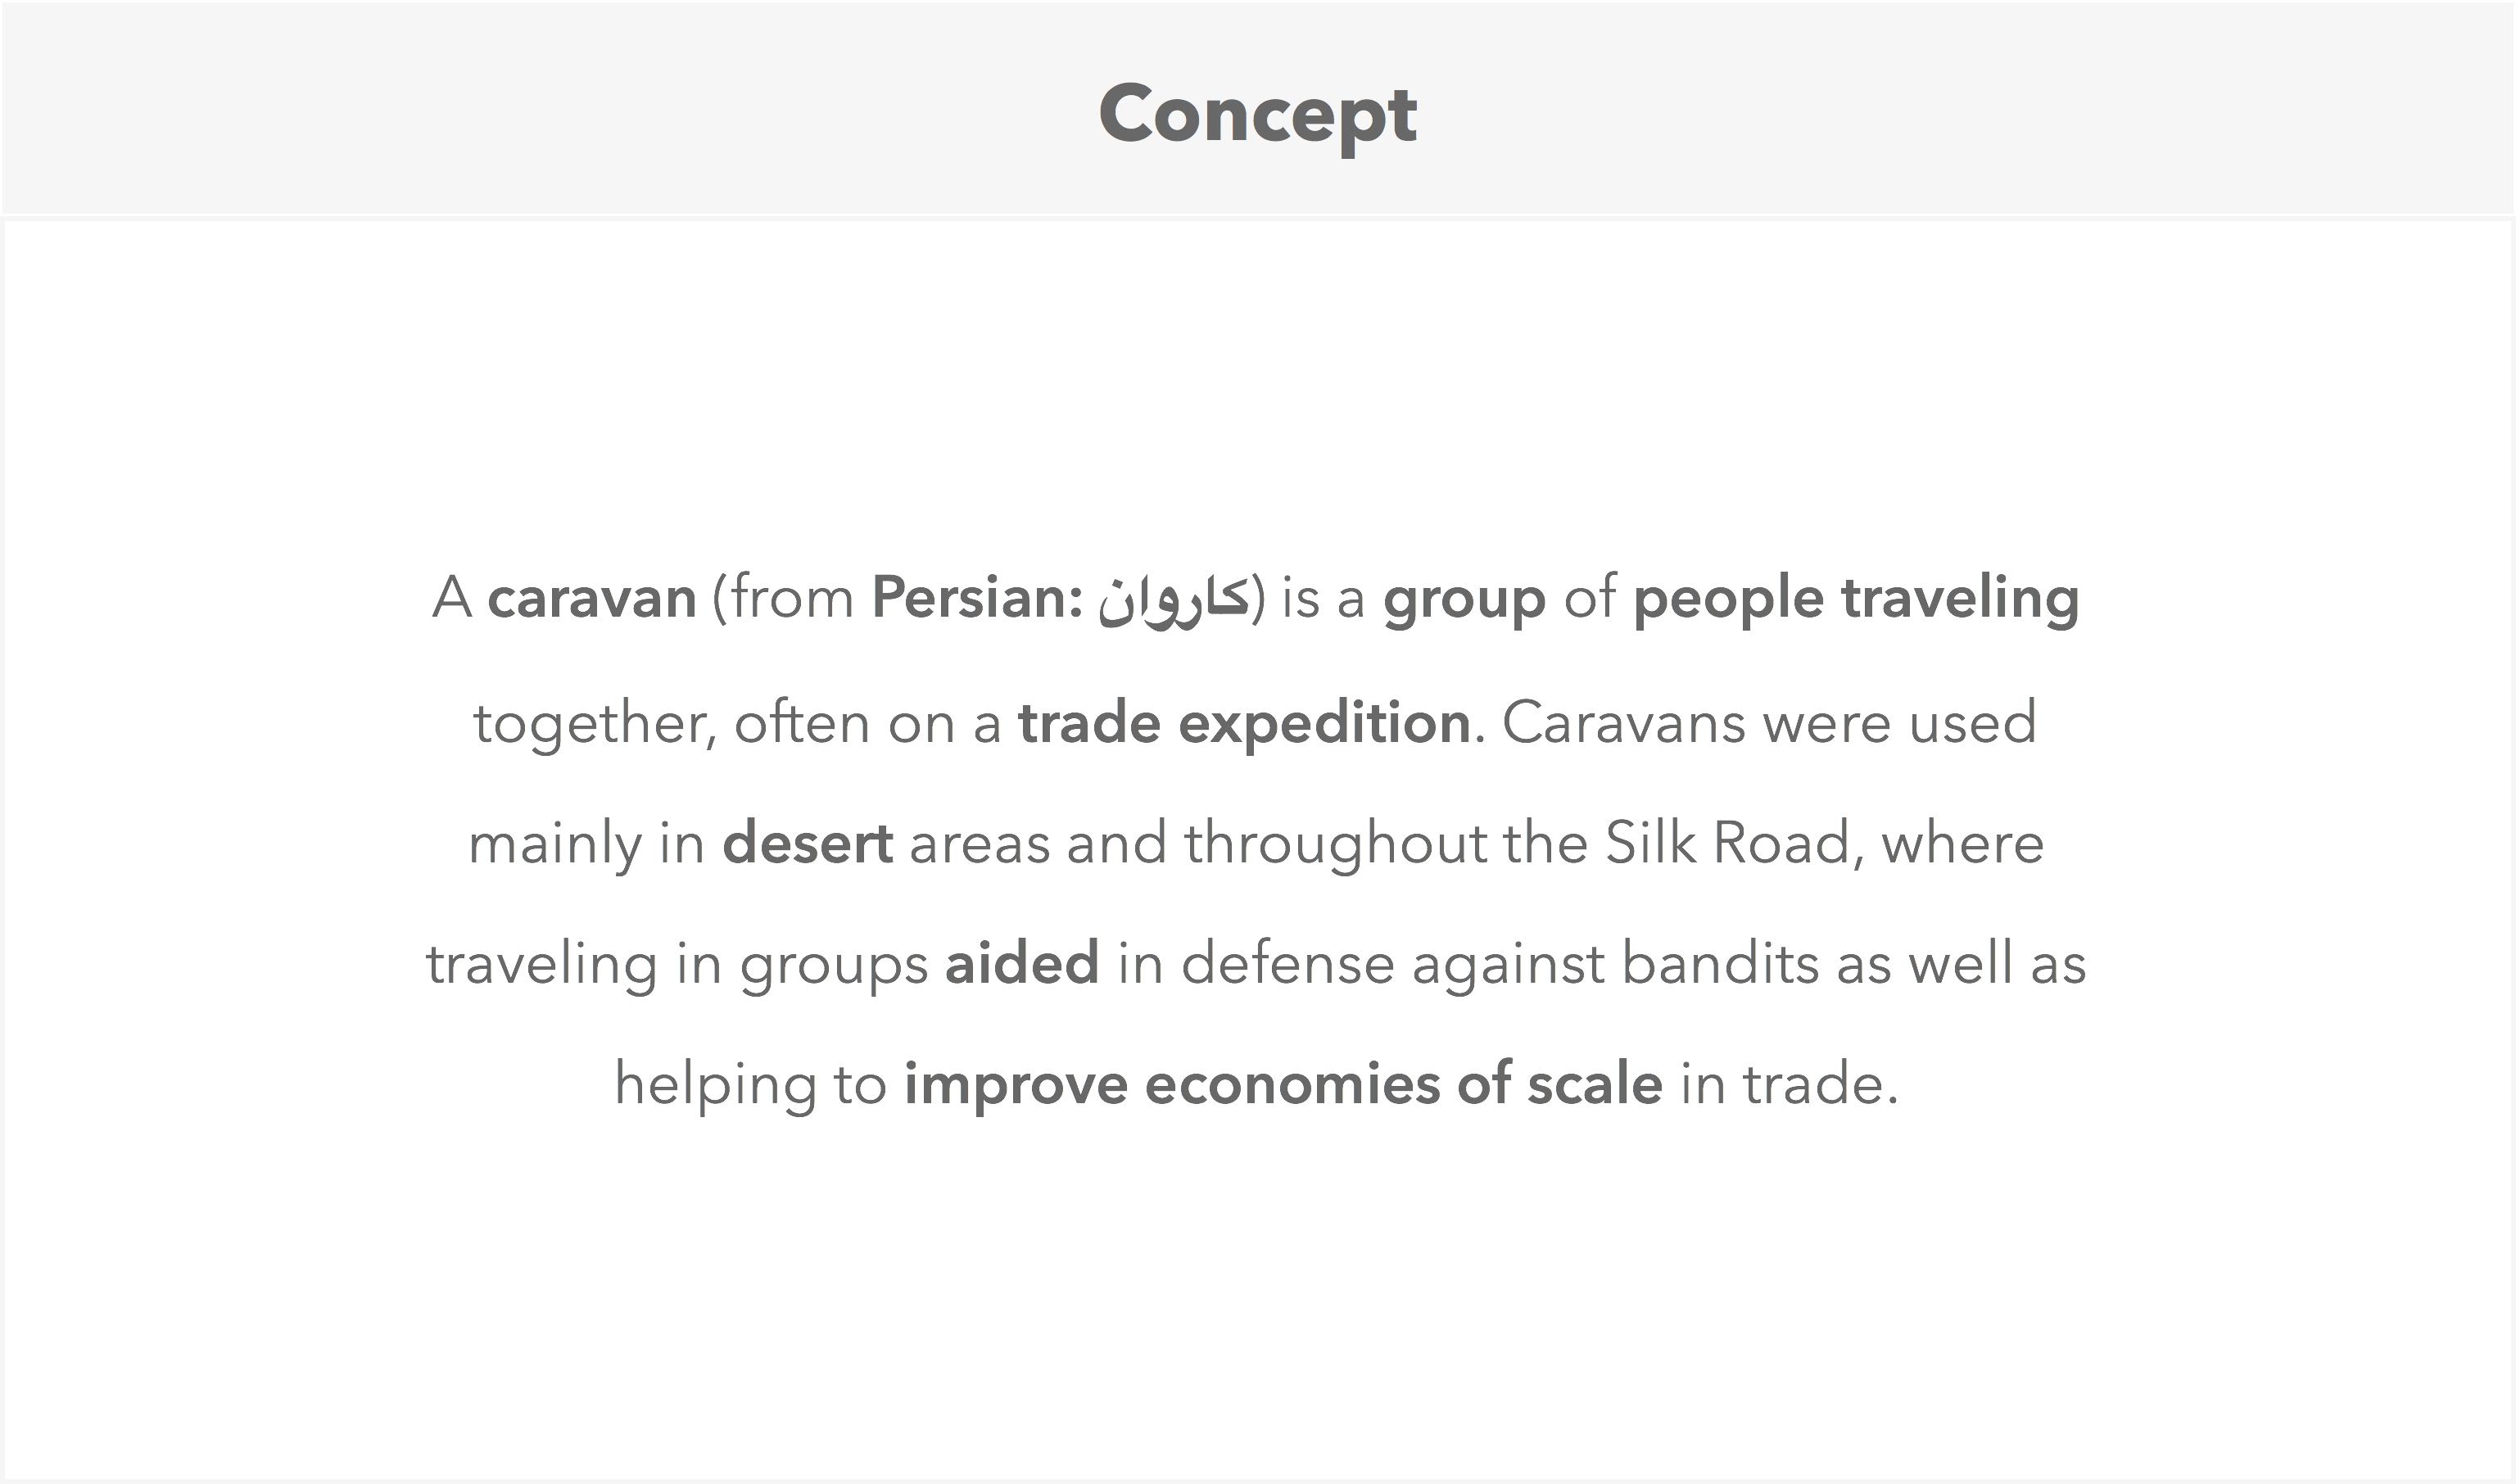 Concept
A caravan (from Persian: کاروان) is a group of people traveling
together, often on a trade expedition. Caravans were used
mainly in desert areas and throughout the Silk Road, where
traveling in groups aided in defense against bandits as well as
helping to improve economies of scale in trade.